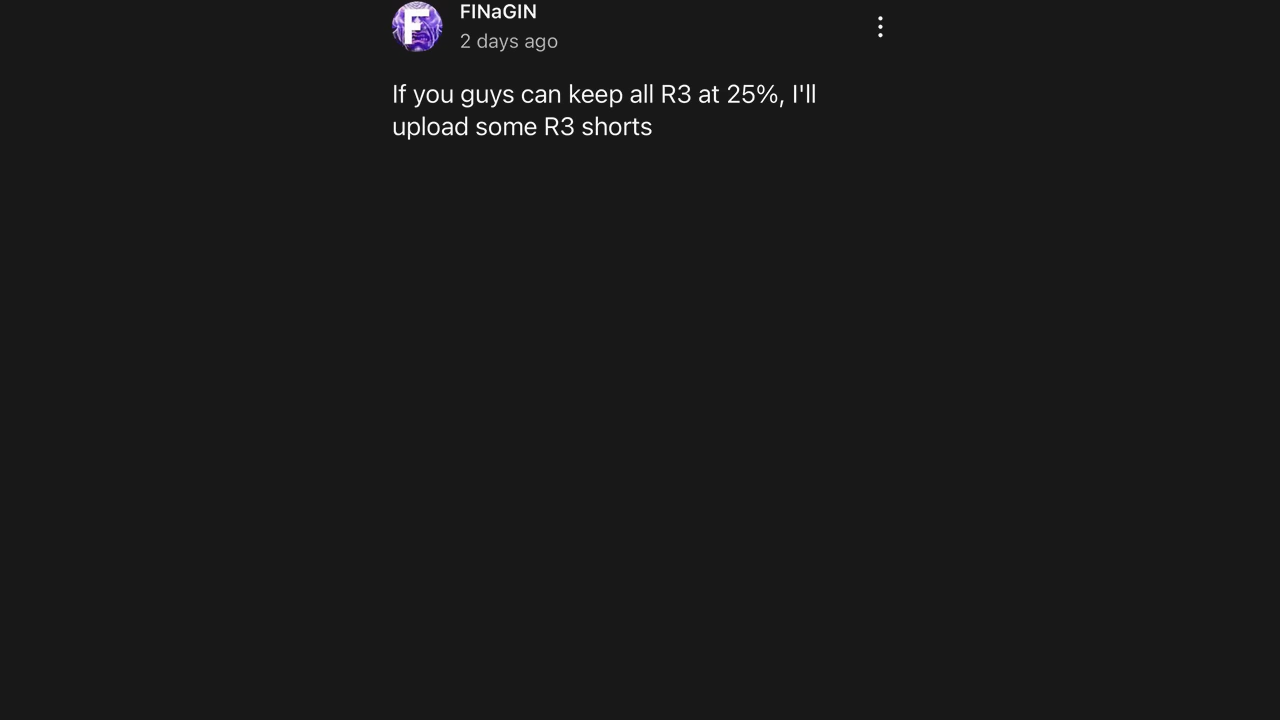 F
FINaGIN
2 days ago
If you guys can keep all R3 at 25%, I'll
upload some R3 shorts